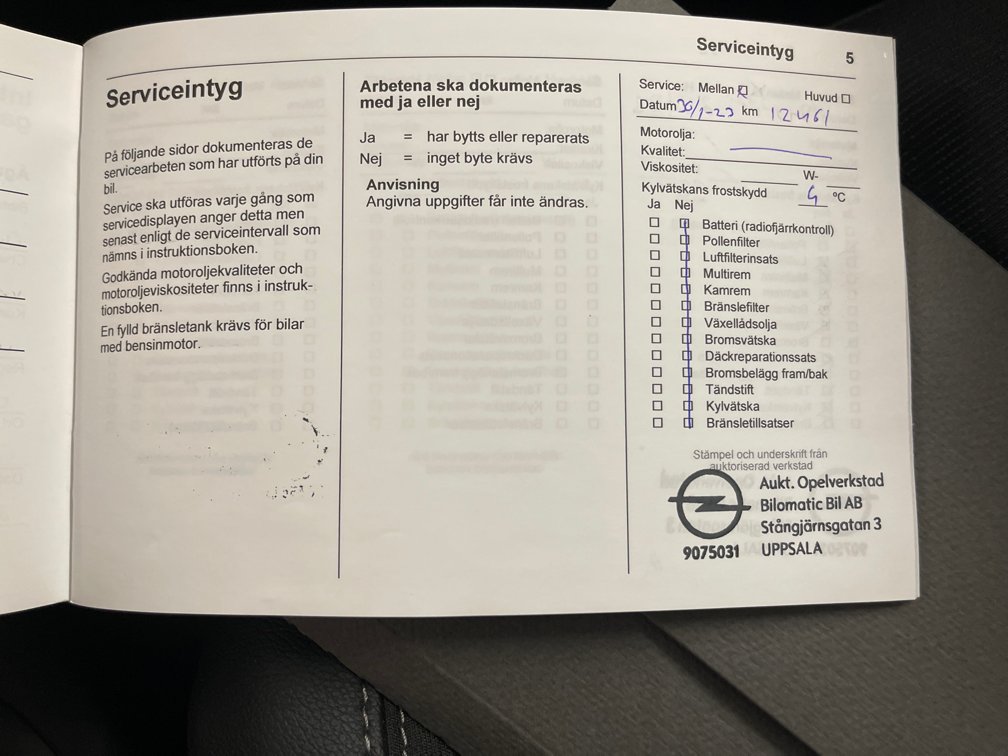 Serviceintyg 5
Serviceintyg
På följande sidor dokumenteras de
servicearbeten som har utförts på din
bil.
Service ska utföras varje gång som
servicedisplayen anger detta men
senast enligt de serviceintervall som
nämns i instruktionsboken.
Godkända motoroljekvaliteter och
motoroljeviskositeter finns i instruk-
tionsboken.
En fylld bränsletank krävs för bilar
med bensinmotor.
Arbetena ska dokumenteras
med ja eller nej
Ja = har bytts eller reparerats
Nej = inget byte krävs
Anvisning
Angivna uppgifter får inte ändras.
Service: Mellan Huvud
Datum 30/1-23 km 12461
Motorolja:
Kvalitet:
Viskositet: W-
Kylvätskans frostskydd °C
Ja Nej
Batteri (radiofjärrkontroll)
Pollenfilter
Luftfilterinsats
Multirem
Kamrem
Bränslefilter
Växellådsolja
Bromsvätska
Däckreparationssats
Bromsbelägg fram/bak
Tändstift
Kylvätska
Bränsletillsatser
Stämpel och underskrift från
auktoriserad verkstad
Aukt. Opelverkstad
Bilomatic Bil AB
Stångjärnsgatan 3
9075031 UPPSALA